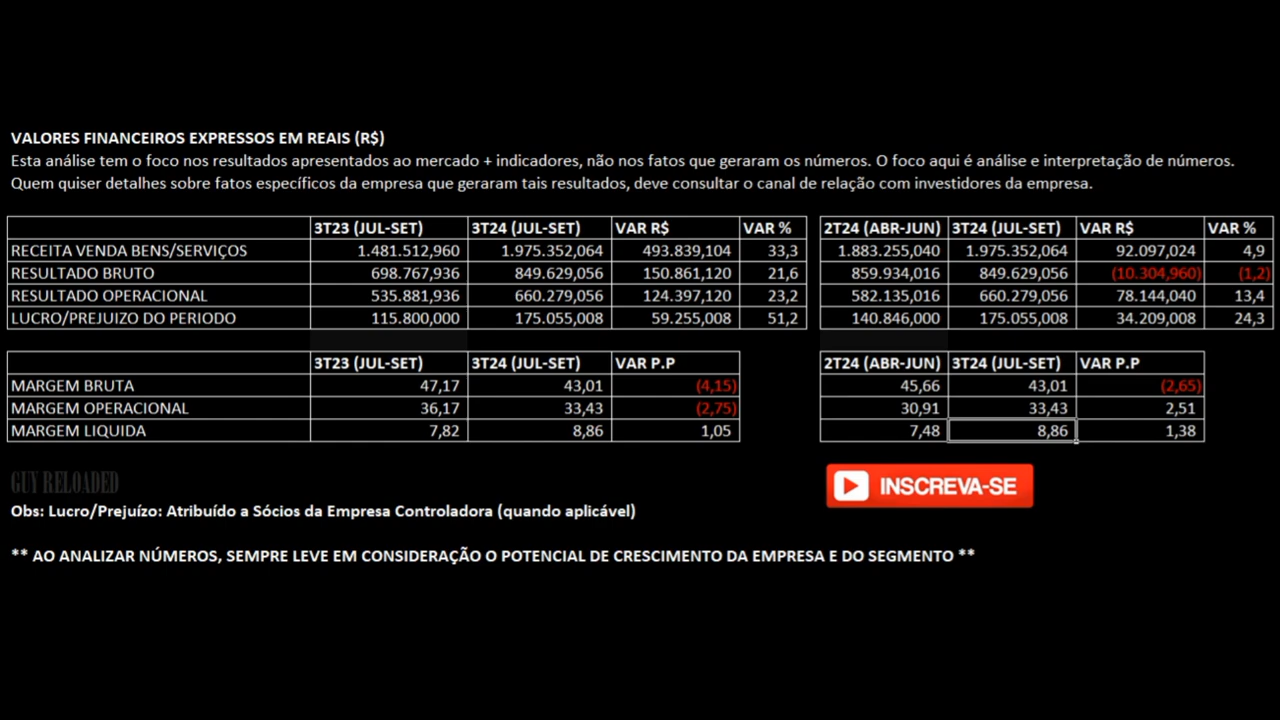 VALORES FINANCEIROS EXPRESSOS EM REAIS (R$)
Esta análise tem o foco nos resultados apresentados ao mercado + indicadores, não nos fatos que geraram os números. O foco aqui é análise e interpretação de números.
Quem quiser detalhes sobre fatos específicos da empresa que geraram tais resultados, deve consultar o canal de relação com investidores da empresa.
3T23 (JUL-SET) 3T24 (JUL-SET) VAR R$ VAR % 2T24 (ABR-JUN) 3T24 (JUL-SET) VAR R$ VAR %
RECEITA VENDA BENS/SERVIÇOS 1.481.512,960 1.975.352,064 493.839,104 33,3 1.883.255,040 1.975.352,064 92.097,024 4,9
RESULTADO BRUTO 698.767,936 849.629,056 150.861,120 21,6 859.934,016 849.629,056 (10.304,960) (1,2)
RESULTADO OPERACIONAL 535.881,936 660.279,056 124.397,120 23,2 582.135,016 660.279,056 78.144,040 13,4
LUCRO/PREJUIZO DO PERIODO 115.800,000 175.055,008 59.255,008 51,2 140.846,000 175.055,008 34.209,008 24,3
3T23 (JUL-SET) 3T24 (JUL-SET) VAR P.P 2T24 (ABR-JUN) 3T24 (JUL-SET) VAR P.P
MARGEM BRUTA 47,17 43,01 (4,15) 45,66 43,01 (2,65)
MARGEM OPERACIONAL 36,17 33,43 (2,75) 30,91 33,43 2,51
MARGEM LIQUIDA 7,82 8,86 1,05 7,48 8,86 1,38
GUY RELOADED
INSCREVA-SE
Obs: Lucro/Prejuízo: Atribuído a Sócios da Empresa Controladora (quando aplicável)
** AO ANALIZAR NÚMEROS, SEMPRE LEVE EM CONSIDERAÇÃO O POTENCIAL DE CRESCIMENTO DA EMPRESA E DO SEGMENTO **